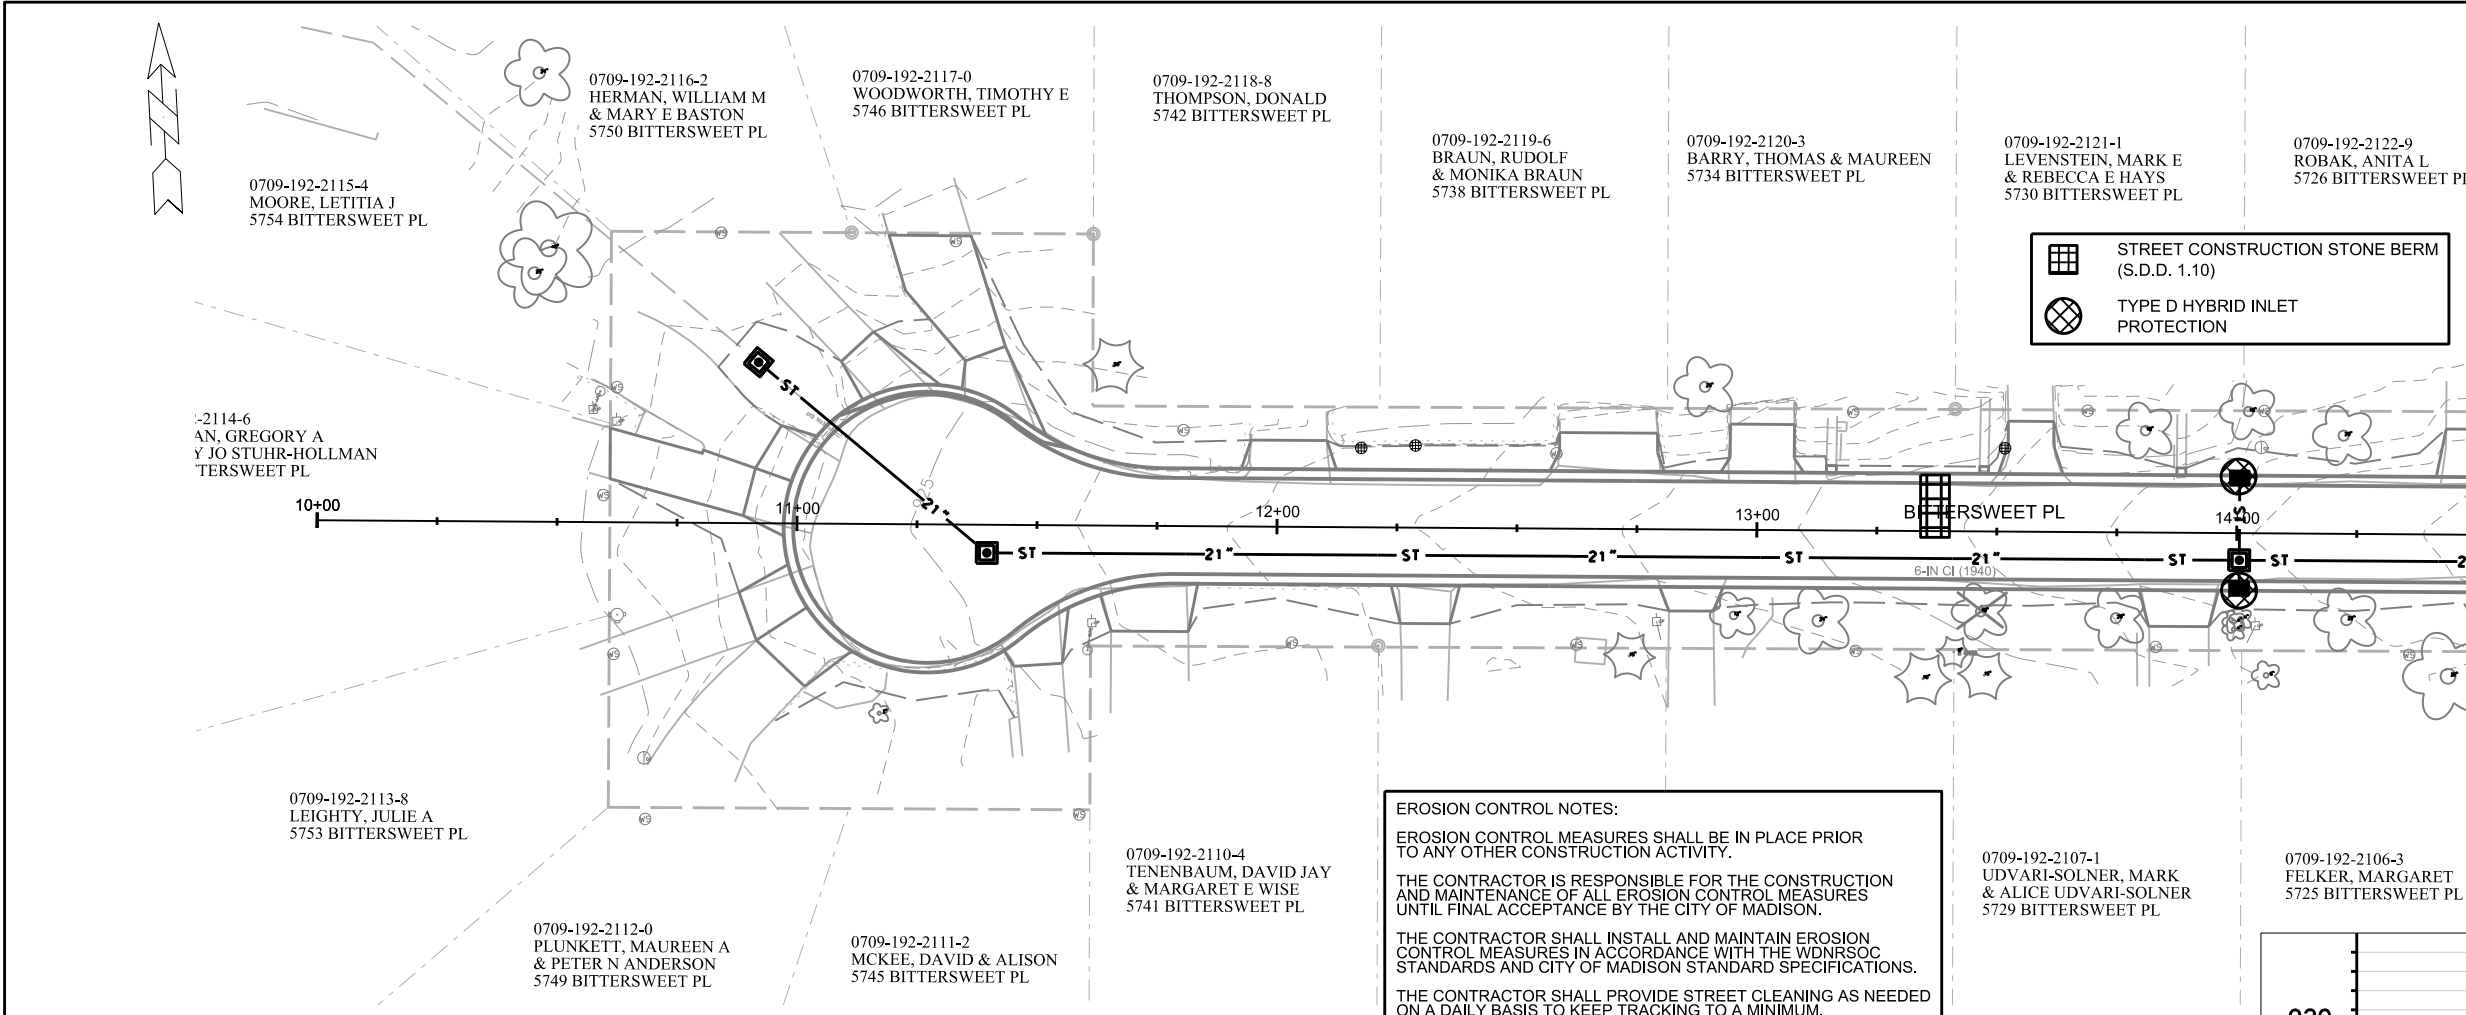 0709-192-2116-2
HERMAN, WILLIAM M
& MARY E BASTON
5750 BITTERSWEET PL
0709-192-2117-0
WOODWORTH, TIMOTHY E
5746 BITTERSWEET PL
0709-192-2118-8
THOMPSON, DONALD
5742 BITTERSWEET PL
0709-192-2119-6
BRAUN, RUDOLF
& MONIKA BRAUN
5738 BITTERSWEET PL
0709-192-2120-3
BARRY, THOMAS & MAUREEN
5734 BITTERSWEET PL
0709-192-2121-1
LEVENSTEIN, MARK E
& REBECCA E HAYS
5730 BITTERSWEET PL
0709-192-2122-9
ROBAK, ANITA L
5726 BITTERSWEET PL
0709-192-2115-4
MOORE, LETITIA J
5754 BITTERSWEET PL
STREET CONSTRUCTION STONE BERM
(S.D.D. 1.10)
TYPE D HYBRID INLET
PROTECTION
-2114-6
AN, GREGORY A
Y JO STUHR-HOLLMAN
TERSWEET PL
10+00
11+00
12+00
13+00
BITTERSWEET PL
14+00
ST
21"
ST
21"
ST
21"
ST
21"
ST
ST
ST
6-IN CI (1940)
0709-192-2113-8
LEIGHTY, JULIE A
5753 BITTERSWEET PL
0709-192-2112-0
PLUNKETT, MAUREEN A
& PETER N ANDERSON
5749 BITTERSWEET PL
0709-192-2111-2
MCKEE, DAVID & ALISON
5745 BITTERSWEET PL
0709-192-2110-4
TENENBAUM, DAVID JAY
& MARGARET E WISE
5741 BITTERSWEET PL
EROSION CONTROL NOTES:
EROSION CONTROL MEASURES SHALL BE IN PLACE PRIOR
TO ANY OTHER CONSTRUCTION ACTIVITY.
THE CONTRACTOR IS RESPONSIBLE FOR THE CONSTRUCTION
AND MAINTENANCE OF ALL EROSION CONTROL MEASURES
UNTIL FINAL ACCEPTANCE BY THE CITY OF MADISON.
THE CONTRACTOR SHALL INSTALL AND MAINTAIN EROSION
CONTROL MEASURES IN ACCORDANCE WITH THE WDNRSOC
STANDARDS AND CITY OF MADISON STANDARD SPECIFICATIONS.
THE CONTRACTOR SHALL PROVIDE STREET CLEANING AS NEEDED
ON A DAILY BASIS TO KEEP TRACKING TO A MINIMUM.
0709-192-2107-1
UDVARI-SOLNER, MARK
& ALICE UDVARI-SOLNER
5729 BITTERSWEET PL
0709-192-2106-3
FELKER, MARGARET
5725 BITTERSWEET PL